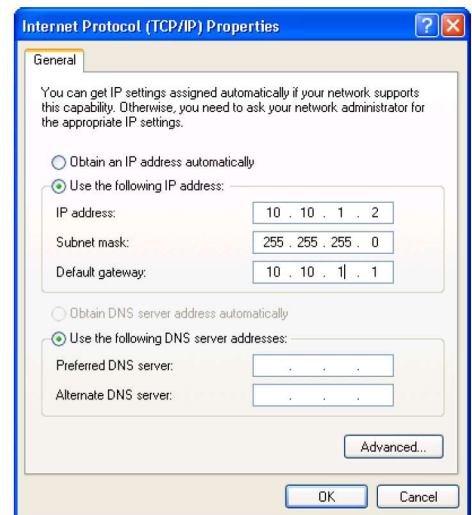 Internet Protocol (TCP/IP) Properties
General
You can get IP settings assigned automatically if your network supports
this capability. Otherwise, you need to ask your network administrator for
the appropriate IP settings.
Obtain an IP address automatically
Use the following IP address:
IP address: 10 . 10 . 1 . 2
Subnet mask: 255 . 255 . 255 . 0
Default gateway: 10 . 10 . 1 . 1
Obtain DNS server address automatically
Use the following DNS server addresses:
Preferred DNS server: . . .
Alternate DNS server: . . .
Advanced...
OK Cancel